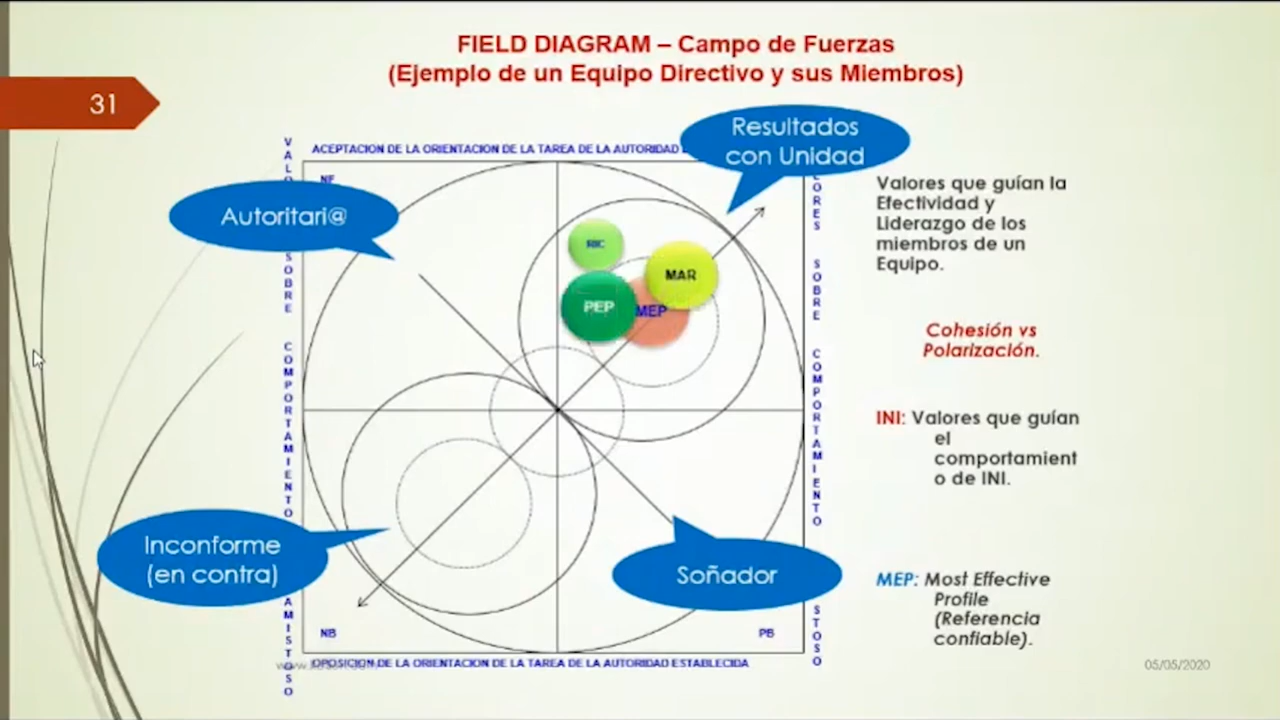 FIELD DIAGRAM – Campo de Fuerzas
(Ejemplo de un Equipo Directivo y sus Miembros)
31
ACEPTACION DE LA ORIENTACION DE LA TAREA DE LA AUTORIDAD
Resultados
con Unidad
Autoritari@
RIC
MAR
PEP
MEP
SOBRE COMPORTAMIENTO
SOBRE COMPORTAMIENTO
Valores que guían la
Efectividad y
Liderazgo de los
miembros de un
Equipo.
Cohesión vs
Polarización.
INI: Valores que guían
el
comportamient
o de INI.
Inconforme
(en contra)
Soñador
MEP: Most Effective
Profile
(Referencia
confiable).
NB
PB
OPOSICION DE LA ORIENTACION DE LA TAREA DE LA AUTORIDAD ESTABLECIDA
05/05/2020